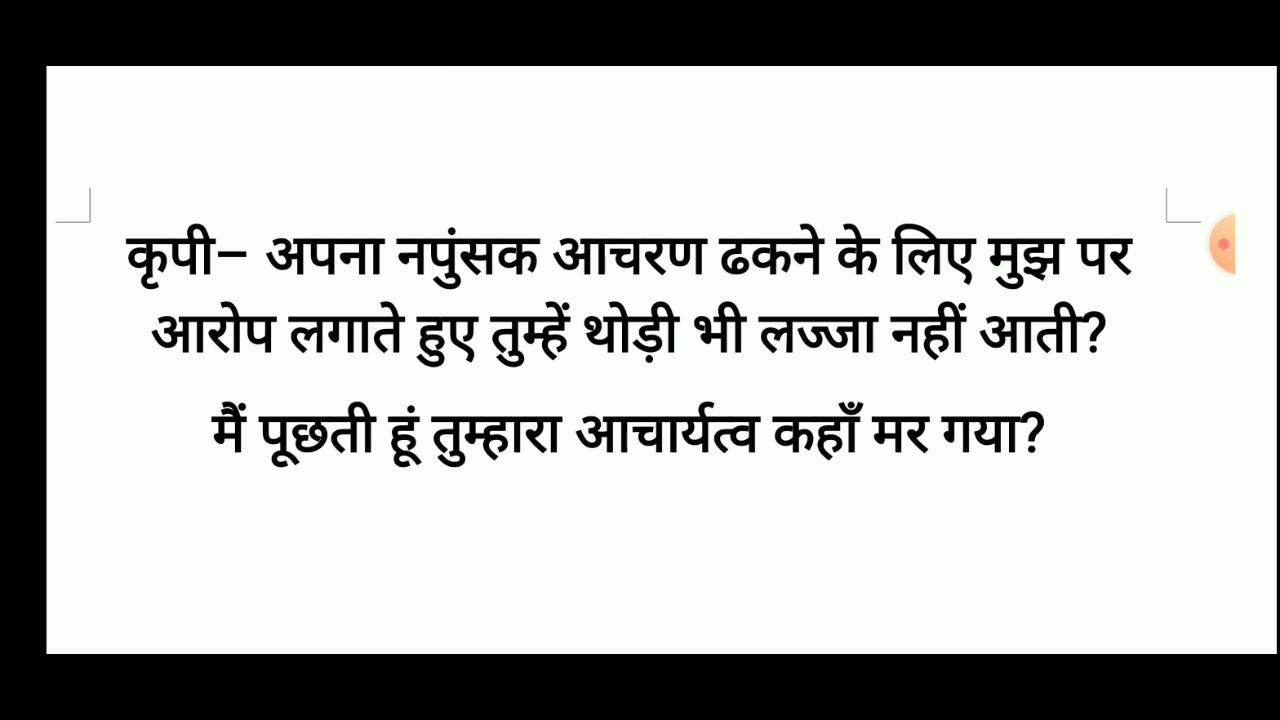 कृपी– अपना नपुंसक आचरण ढकने के लिए मुझ पर
आरोप लगाते हुए तुम्हें थोड़ी भी लज्जा नहीं आती?
मैं पूछती हूं तुम्हारा आचार्यत्व कहाँ मर गया?